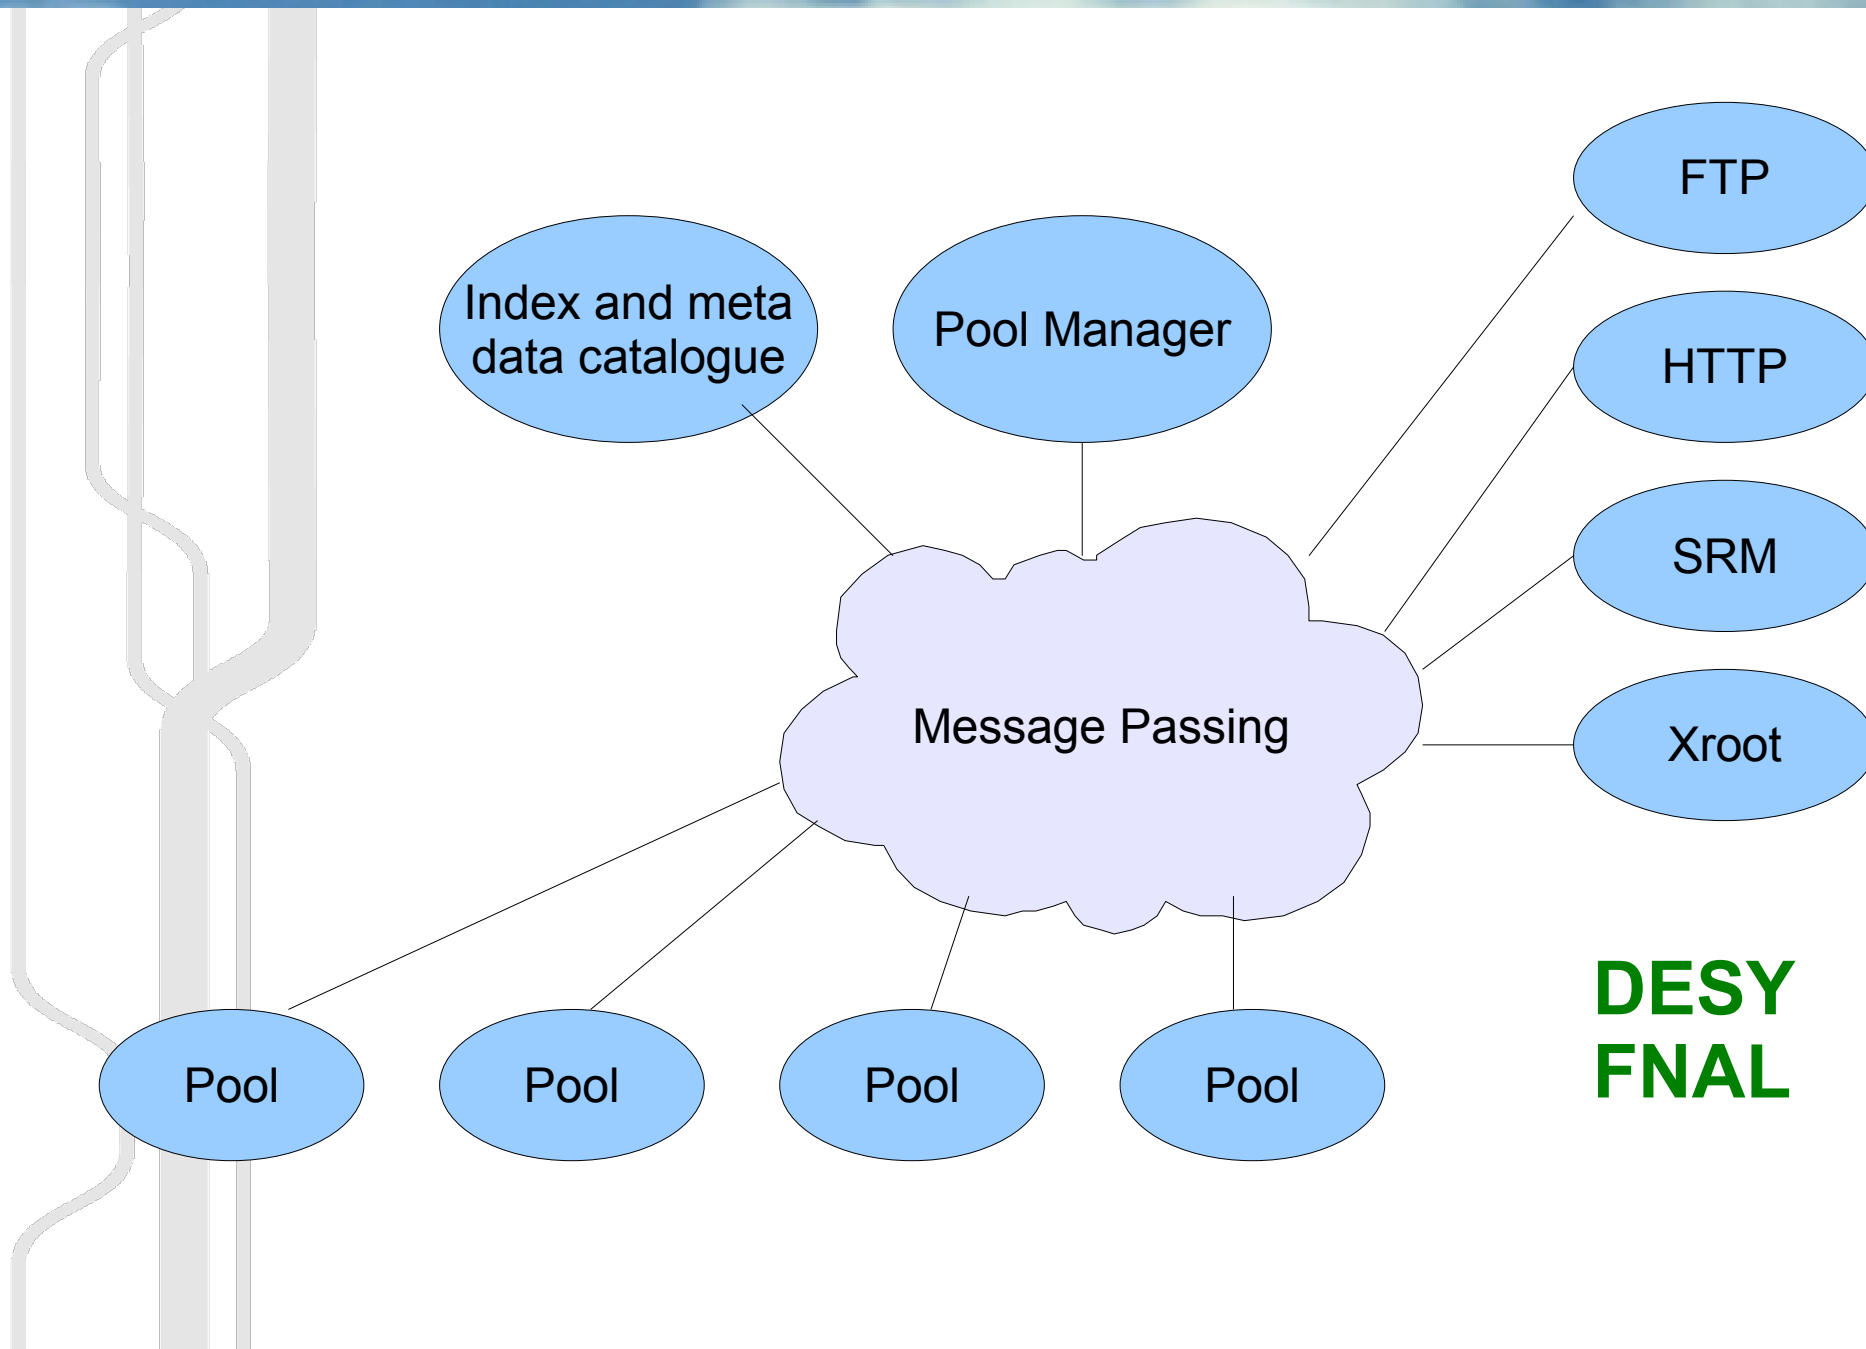 FTP
Index and meta
data catalogue
Pool Manager
HTTP
SRM
Message Passing
Xroot
DESY
FNAL
Pool
Pool
Pool
Pool